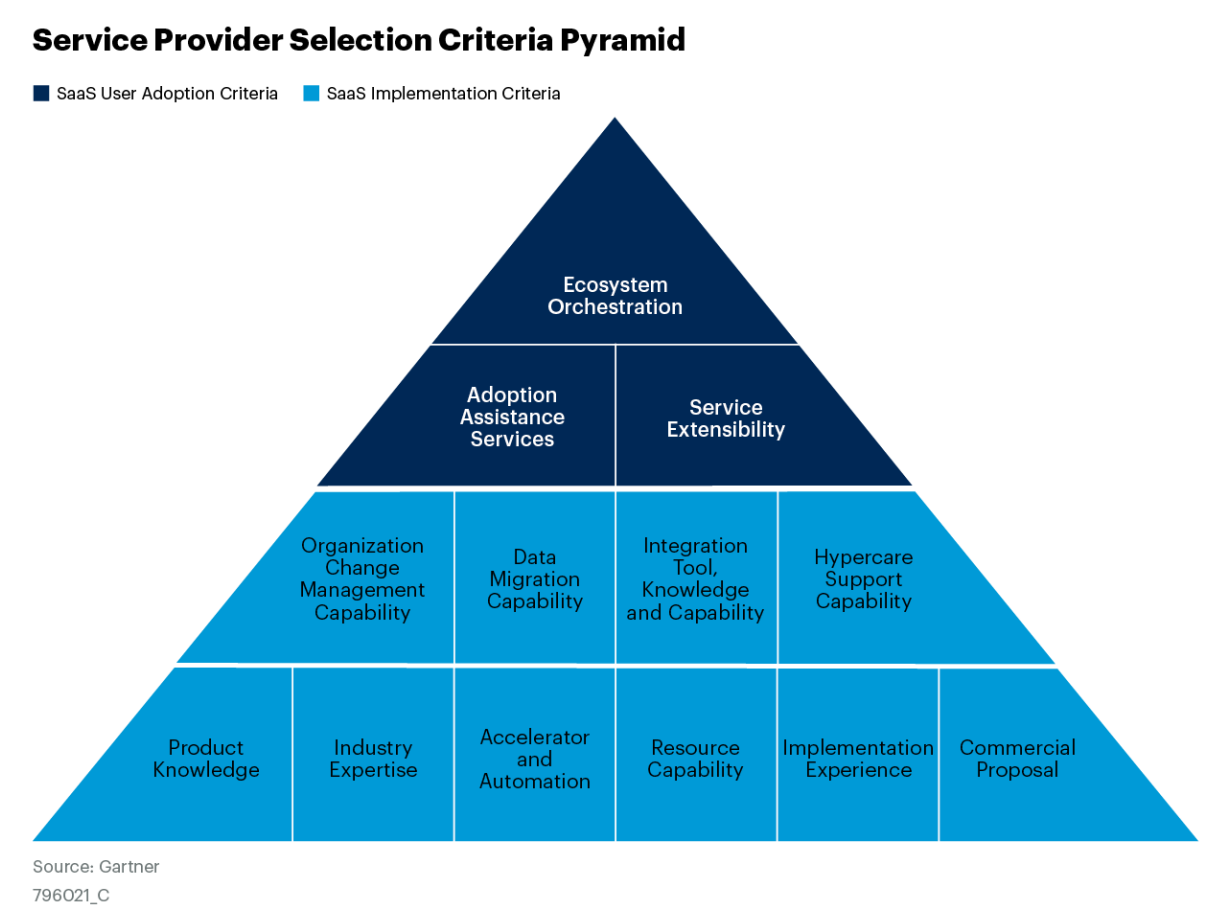 Service Provider Selection Criteria Pyramid
SaaS User Adoption Criteria
SaaS Implementation Criteria
Ecosystem
Orchestration
Adoption
Assistance
Services
Service
Extensibility
Organization
Change
Management
Capability
Data
Migration
Capability
Integration
Tool,
Knowledge
and Capability
Hypercare
Support
Capability
Product
Knowledge
Industry
Expertise
Accelerator
and
Automation
Resource
Capability
Implementation
Experience
Commercial
Proposal
Source: Gartner
796021_C